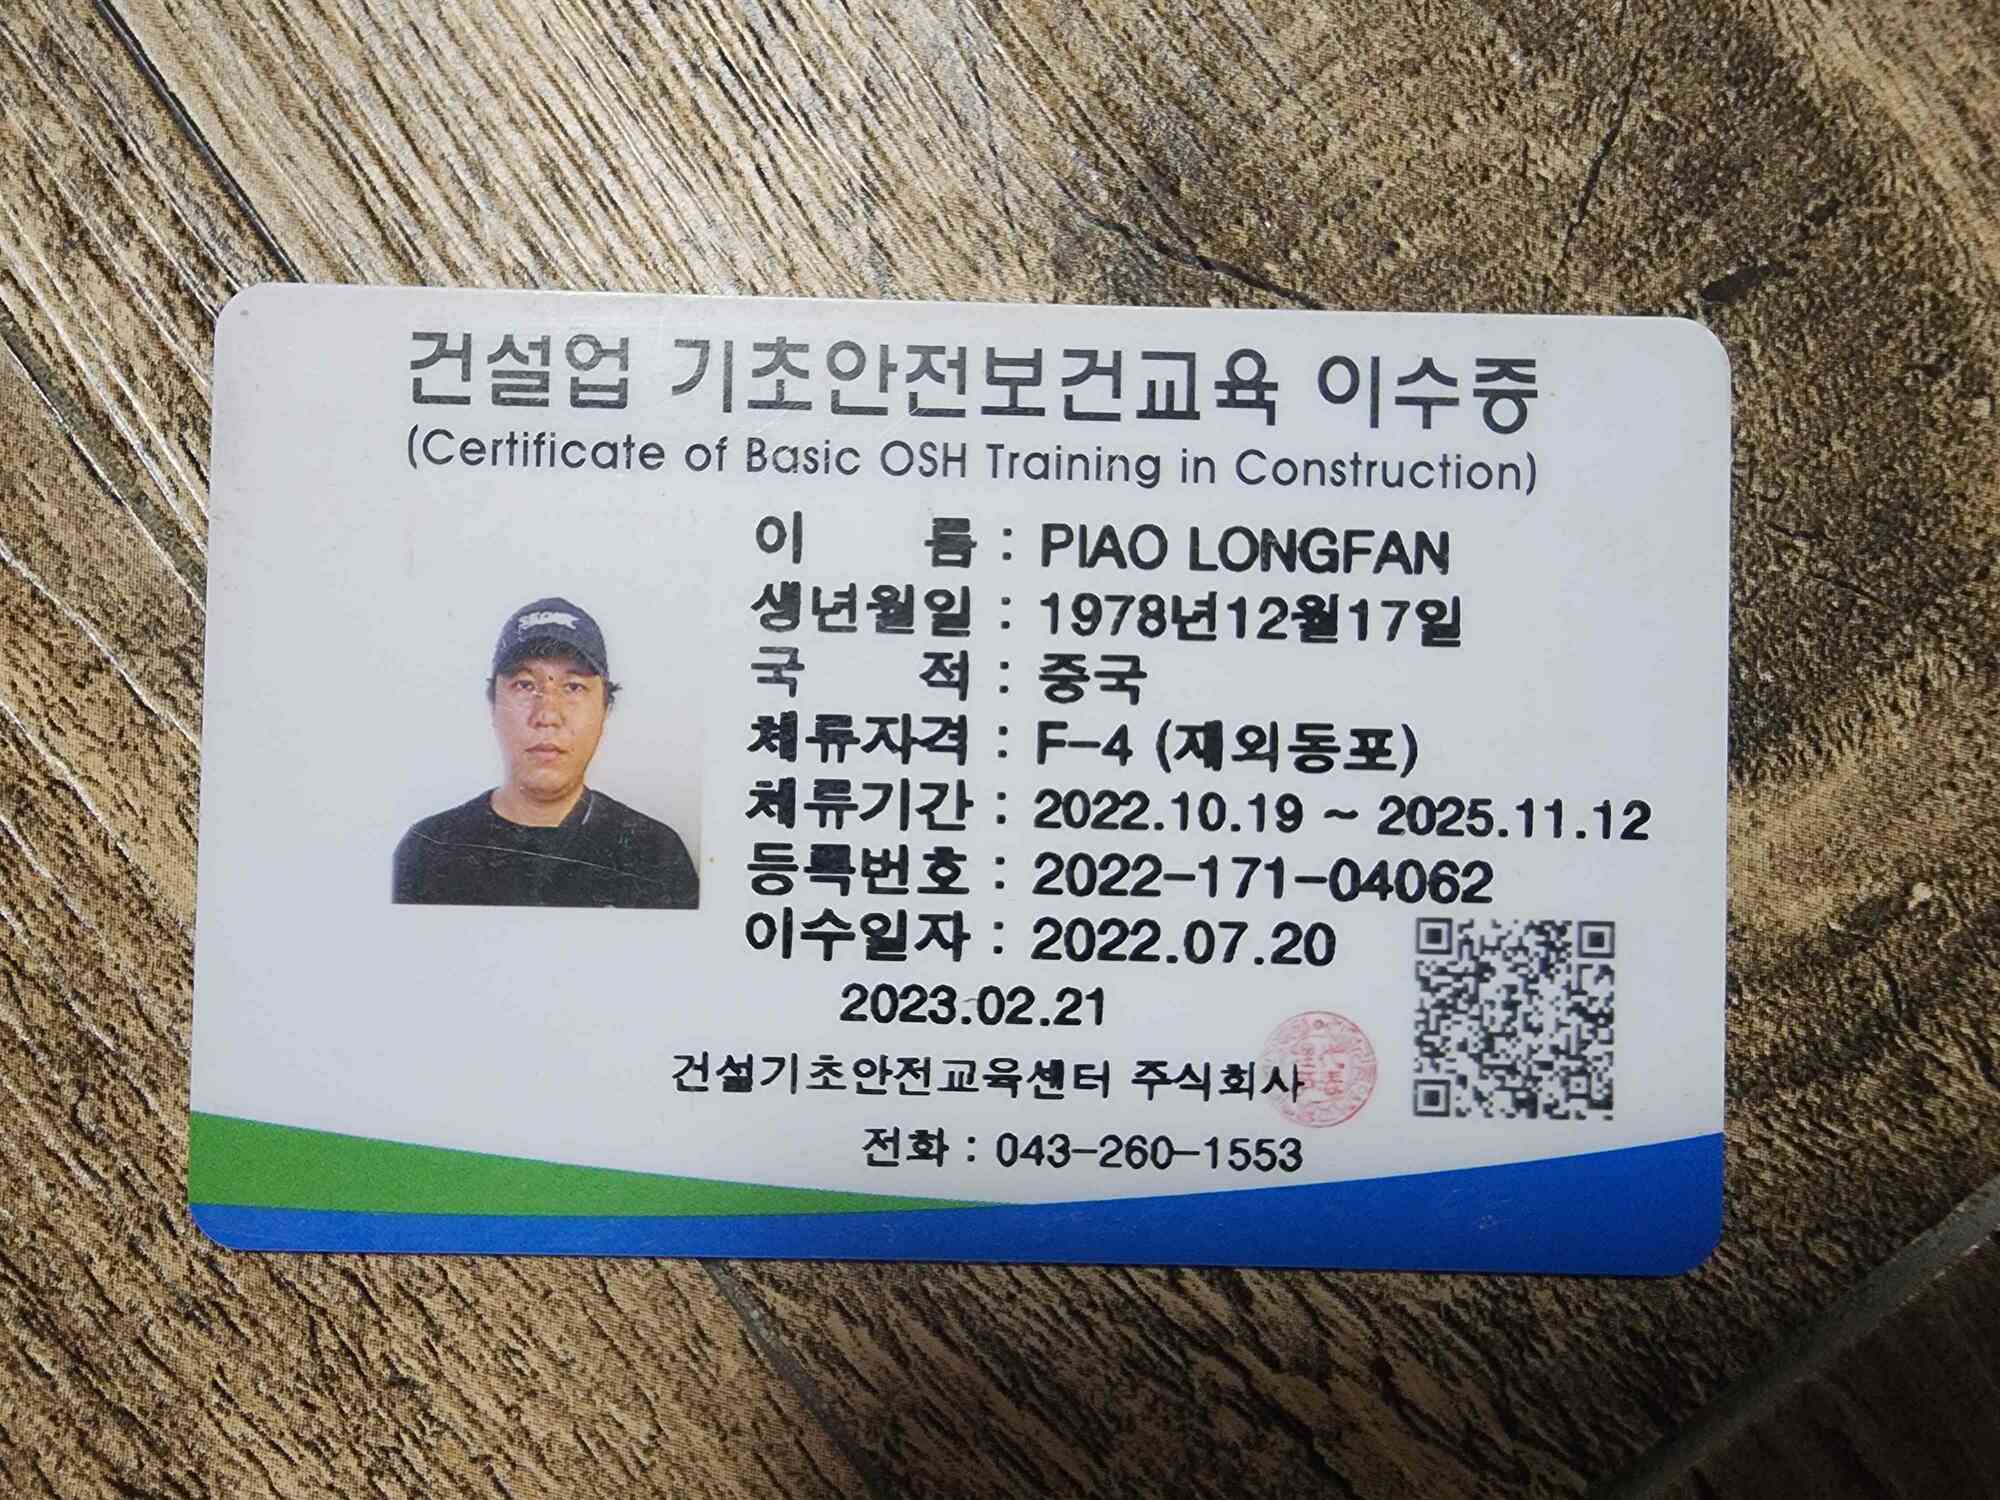 건설업 기초안전보건교육 이수증
(Certificate of Basic OSH Training in Construction)
이 름 : PIAO LONGFAN
생년월일 : 1978년12월17일
국 적 : 중국
체류자격 : F-4 (재외동포)
체류기간 : 2022.10.19 ~ 2025.11.12
등록번호 : 2022-171-04062
이수일자 : 2022.07.20
2023.02.21
건설기초안전교육센터 주식회사
전화 : 043-260-1553